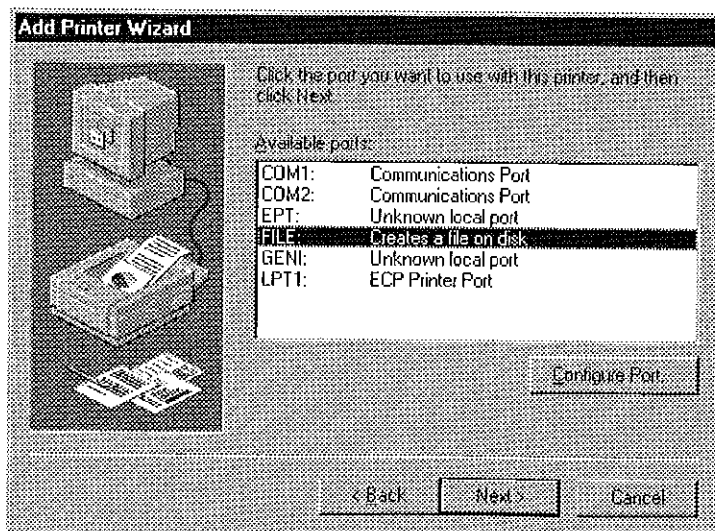 Add Printer Wizard
Click the port you want to use with this printer, and then
click Next.
Available ports:
COM1: Communications Port
COM2: Communications Port
EPT: Unknown local port
FILE: Creates a file on disk
GENI: Unknown local port
LPT1: ECP Printer Port
Configure Port...
< Back Next > Cancel